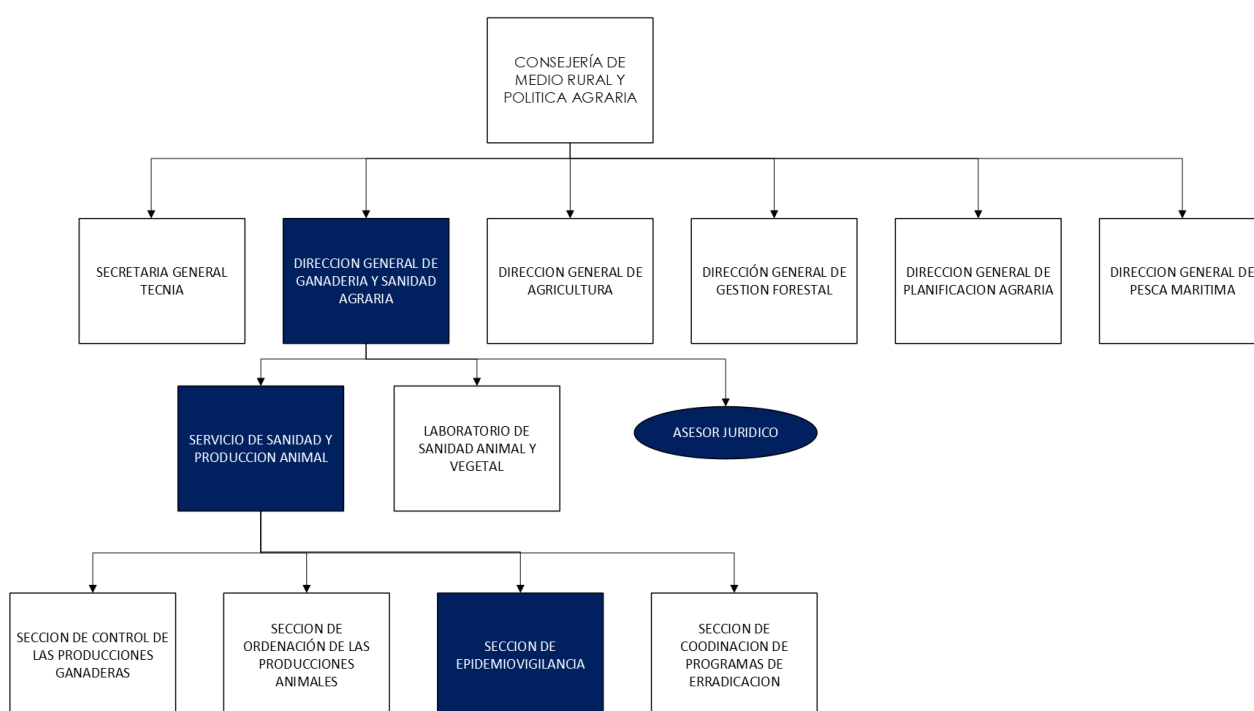 CONSEJERÍA DE
MEDIO RURAL Y
POLITICA AGRARIA
SECRETARIA GENERAL
TECNIA
DIRECCION GENERAL DE
GANADERIA Y SANIDAD
AGRARIA
DIRECCION GENERAL DE
AGRICULTURA
DIRECCIÓN GENERAL DE
GESTION FORESTAL
DIRECCION GENERAL DE
PLANIFICACION AGRARIA
DIRECCION GENERAL DE
PESCA MARITIMA
SERVICIO DE SANIDAD Y
PRODUCCION ANIMAL
LABORATORIO DE
SANIDAD ANIMAL Y
VEGETAL
ASESOR JURIDICO
SECCION DE CONTROL DE
LAS PRODUCCIONES
GANADERAS
SECCION DE
ORDENACIÓN DE LAS
PRODUCCIONES
ANIMALES
SECCION DE
EPIDEMIOVIGILANCIA
SECCION DE
COODINACION DE
PROGRAMAS DE
ERRADICACION